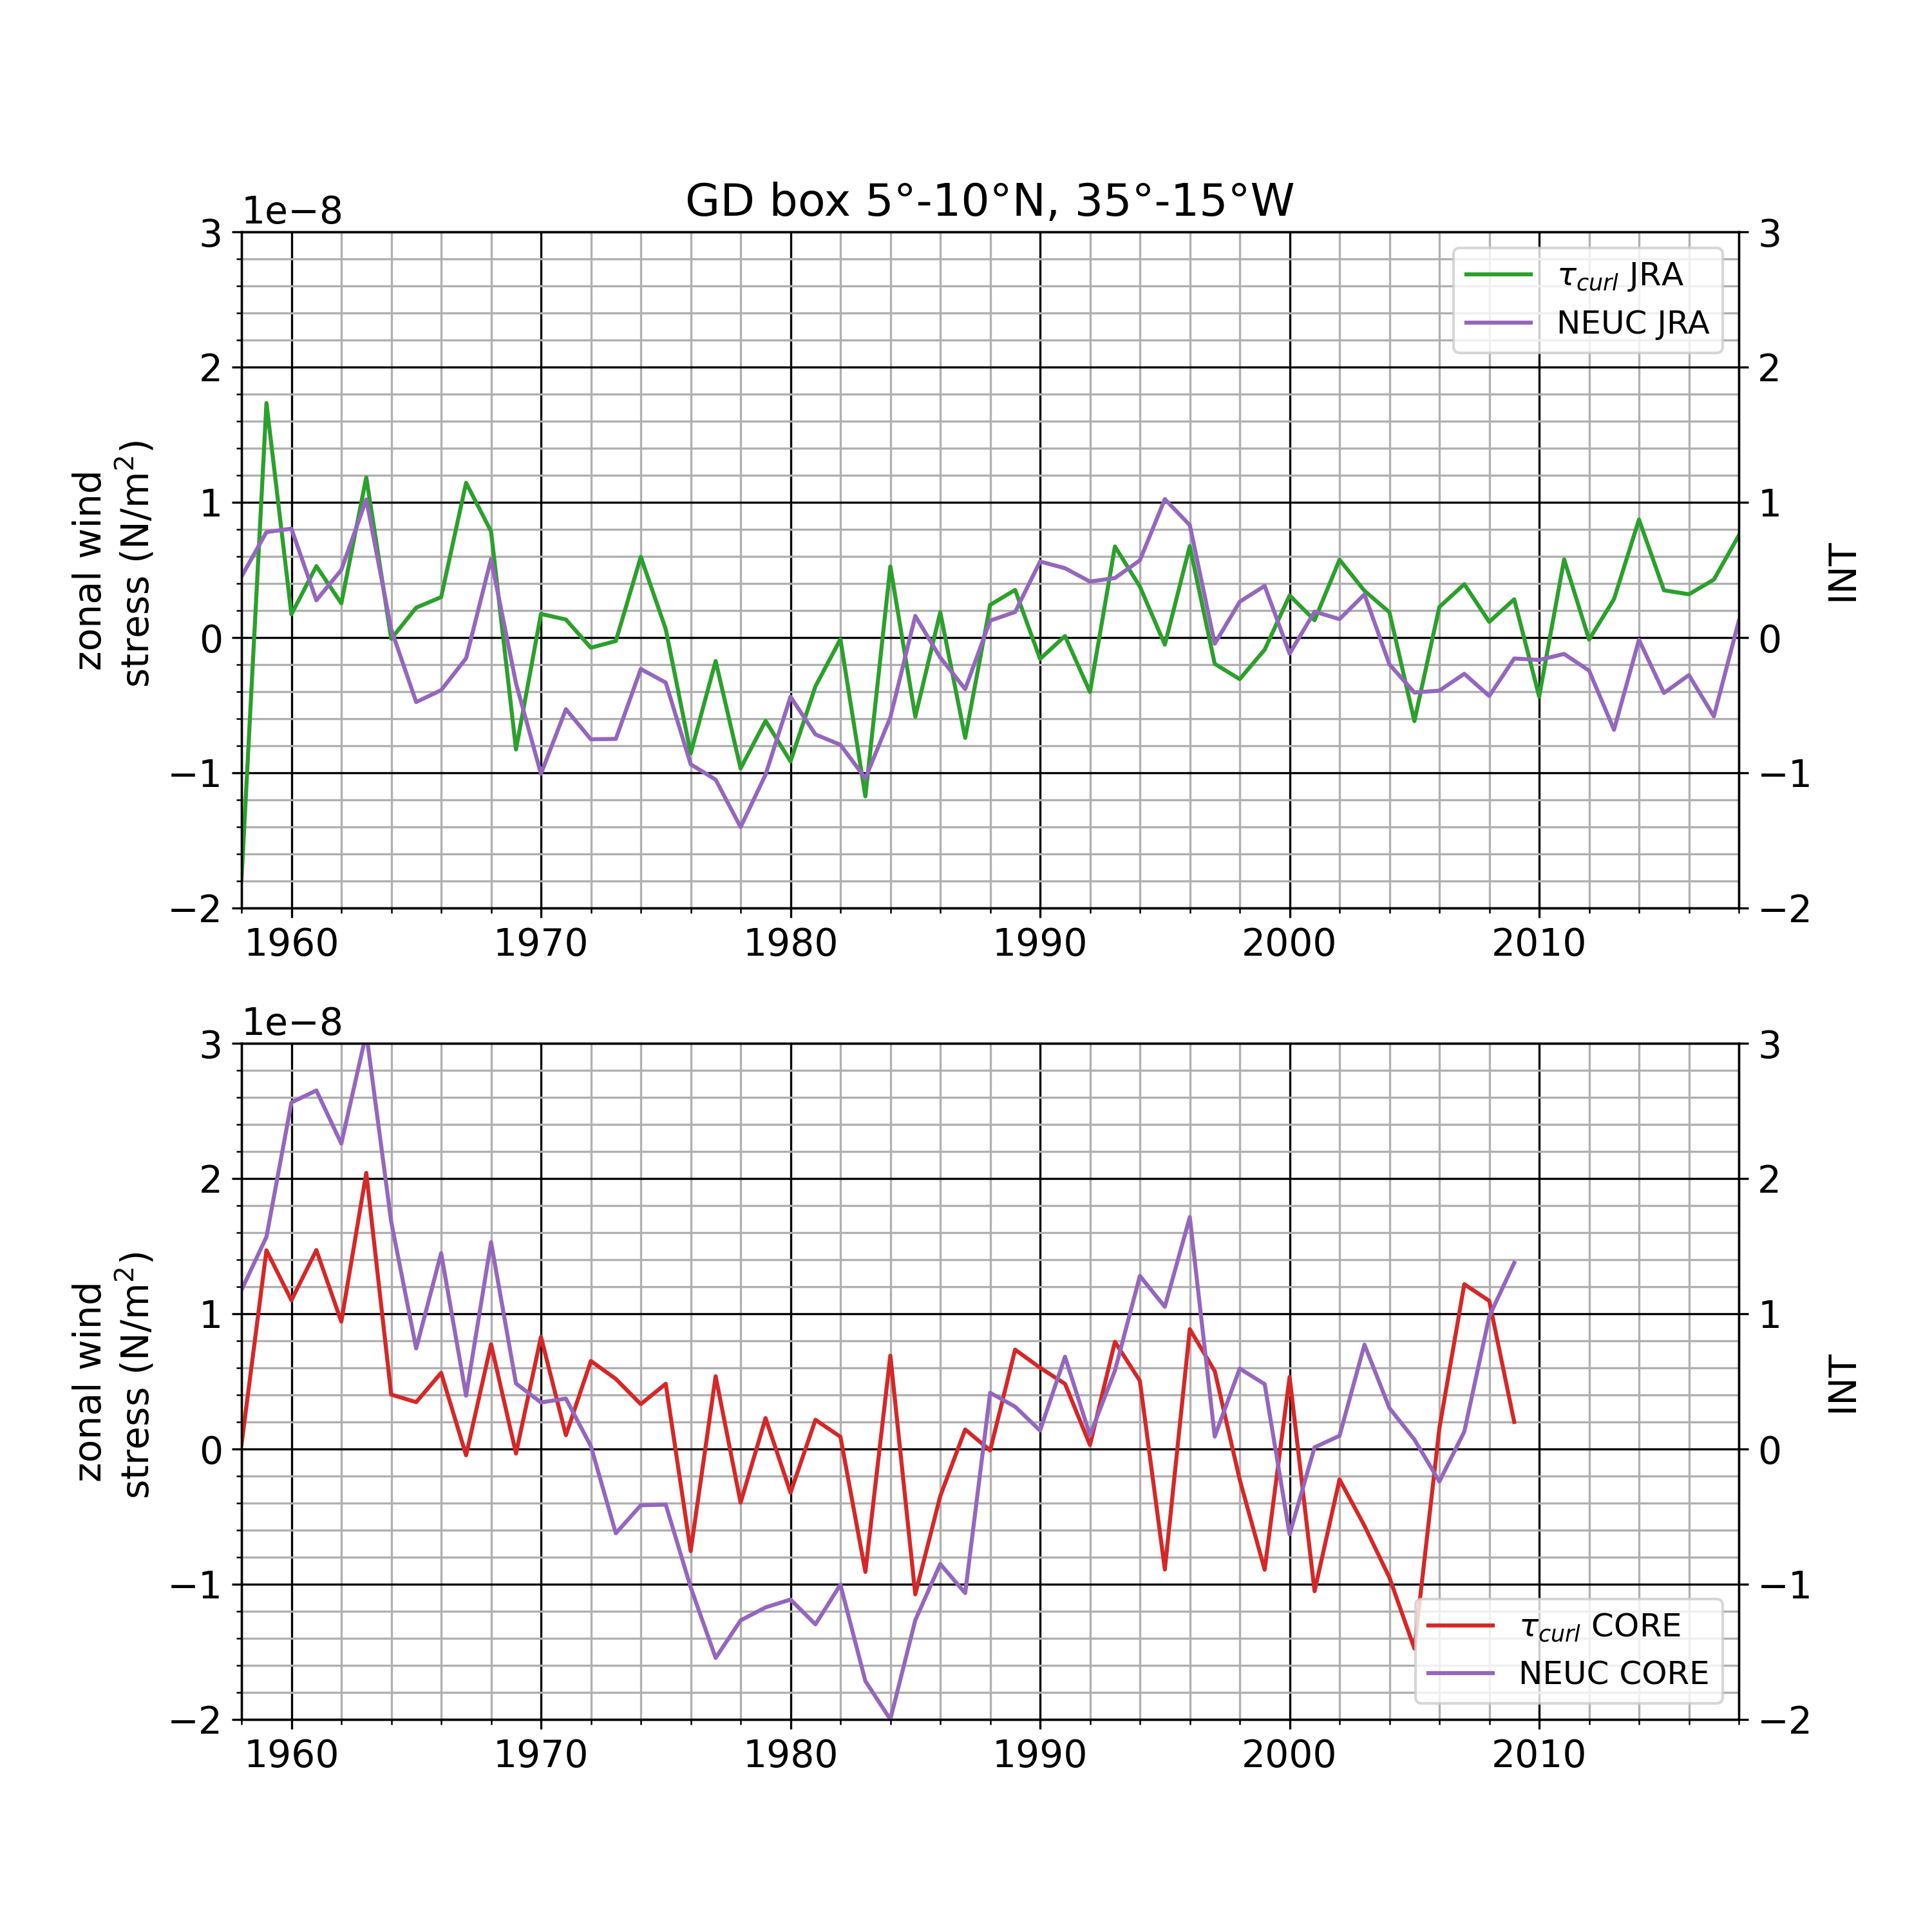 GD box 5°-10°N, 35°-15°W
1e−8
3
2
1
0
−1
−2
zonal wind
stress (N/m²)
3
2
1
0
−1
−2
INT
τcurl JRA
NEUC JRA
1960 1970 1980 1990 2000 2010
1e−8
3
2
1
0
−1
−2
zonal wind
stress (N/m²)
3
2
1
0
−1
−2
INT
τcurl CORE
NEUC CORE
1960 1970 1980 1990 2000 2010